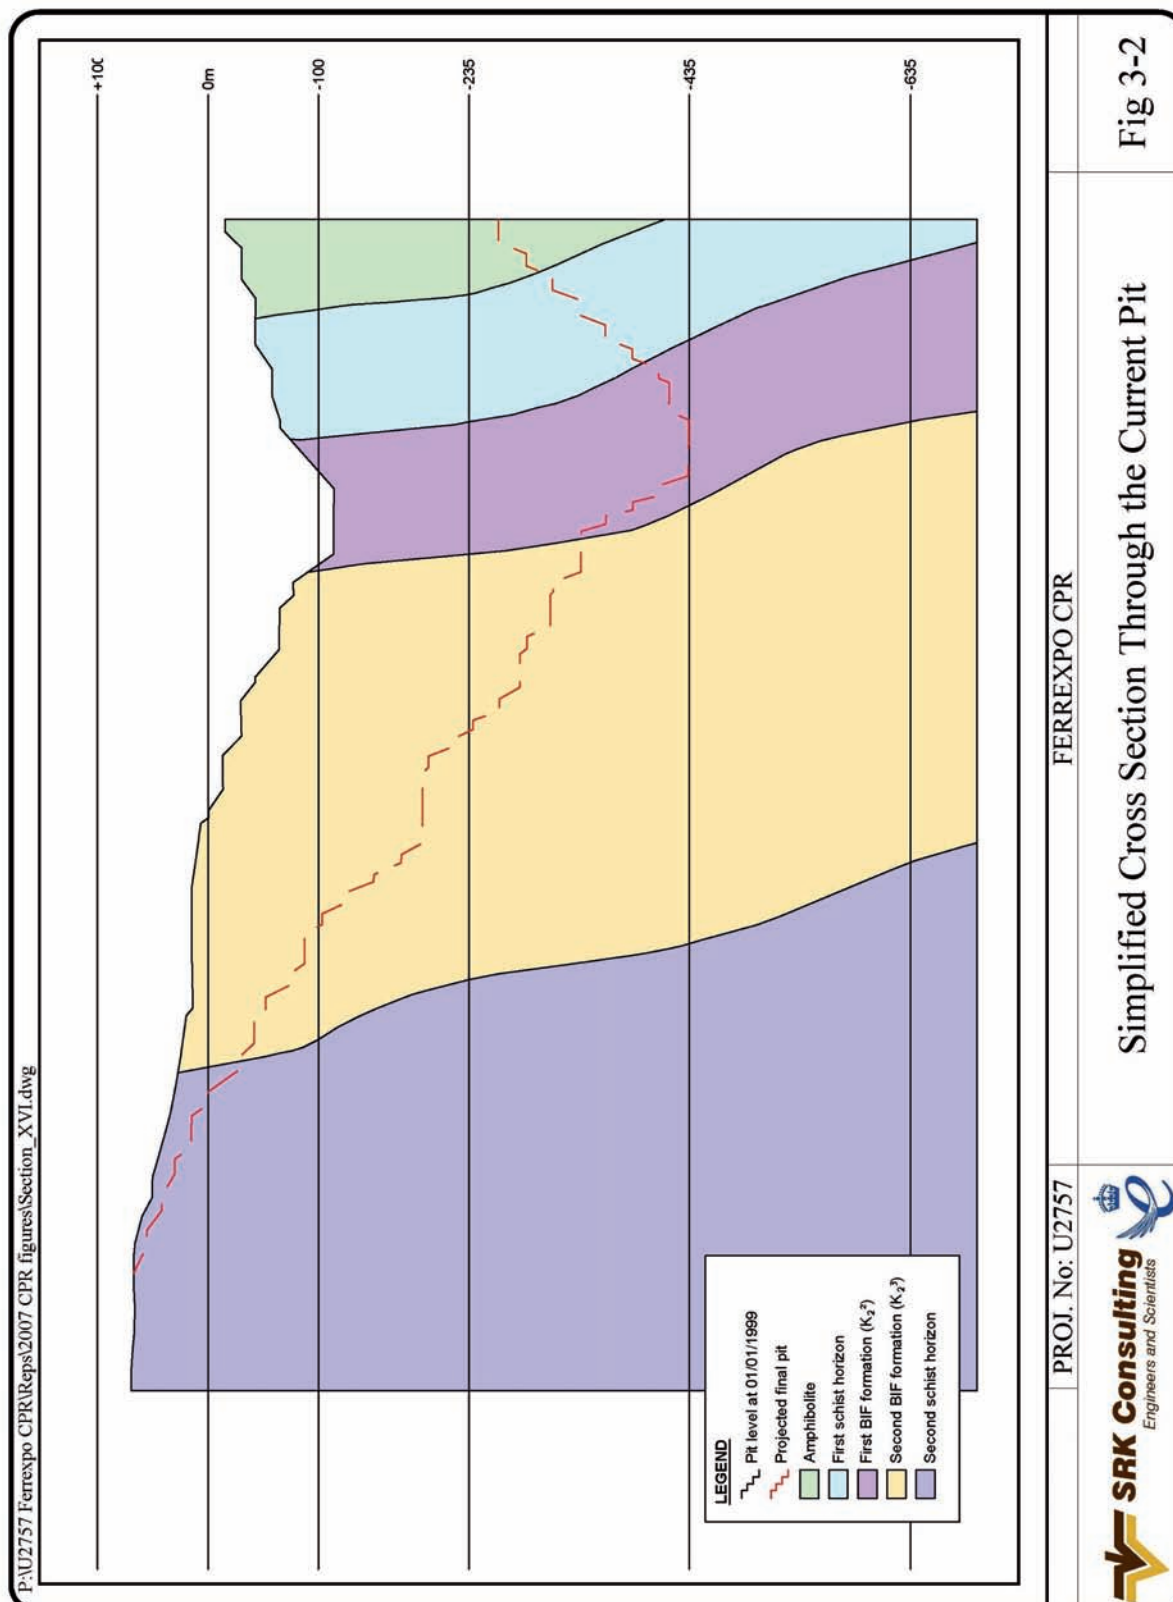 P:\U2757 Ferrexpo CPR\Reps\2007 CPR figures\Section_XVI.dwg
+100
0m
-100
-235
-435
-635
LEGEND
Pit level at 01/01/1999
Projected final pit
Amphibolite
First schist horizon
First BIF formation (K₂²)
Second BIF formation (K₂³)
Second schist horizon
PROJ. No: U2757
FERREXPO CPR
SRK Consulting
Engineers and Scientists
Simplified Cross Section Through the Current Pit
Fig 3-2